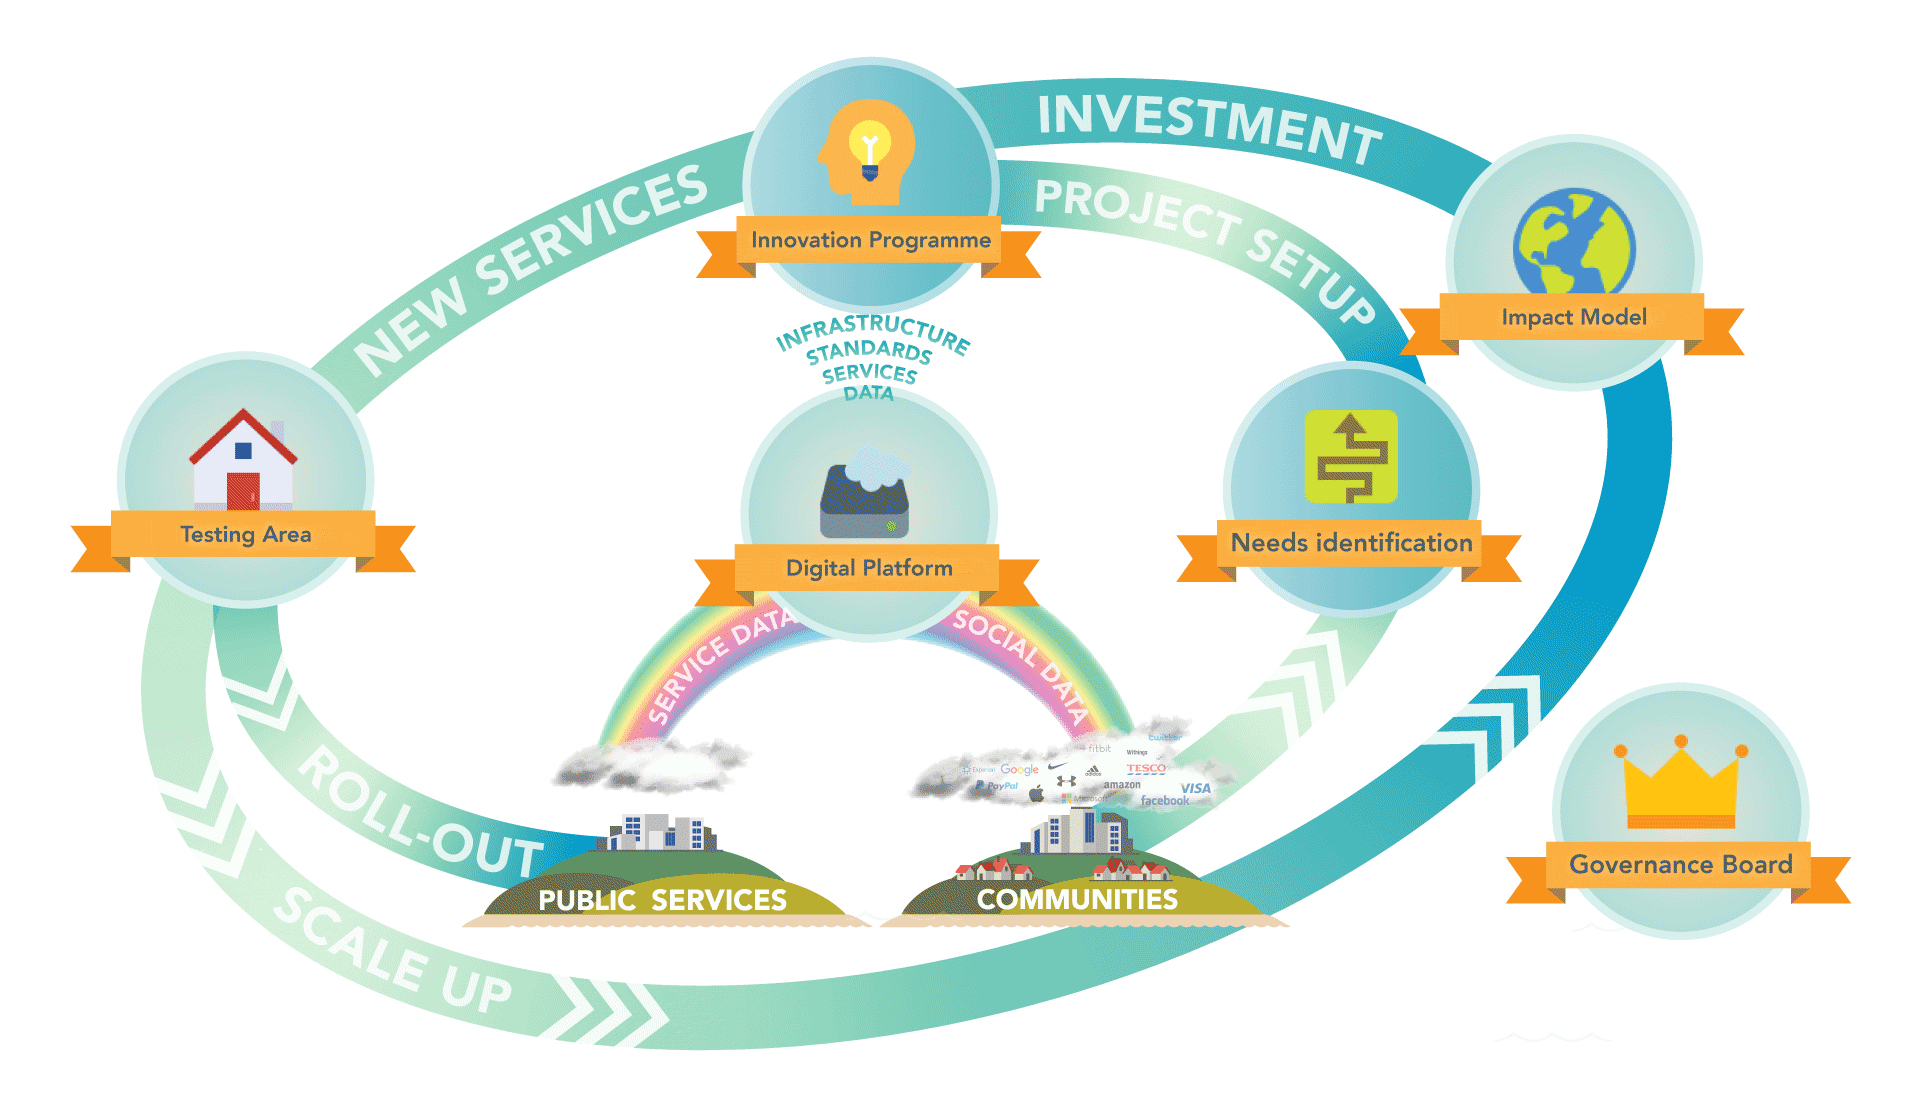 INVESTMENT
PROJECT SETUP
NEW SERVICES
Innovation Programme
Impact Model
INFRASTRUCTURE
STANDARDS
SERVICES
DATA
Testing Area
Digital Platform
Needs identification
SERVICE DATA
SOCIAL DATA
twitter
fitbit
Withings
Experian
Google
adidas
TESCO
PayPal
amazon
VISA
Microsoft
facebook
ROLL-OUT
PUBLIC SERVICES
COMMUNITIES
Governance Board
SCALE UP